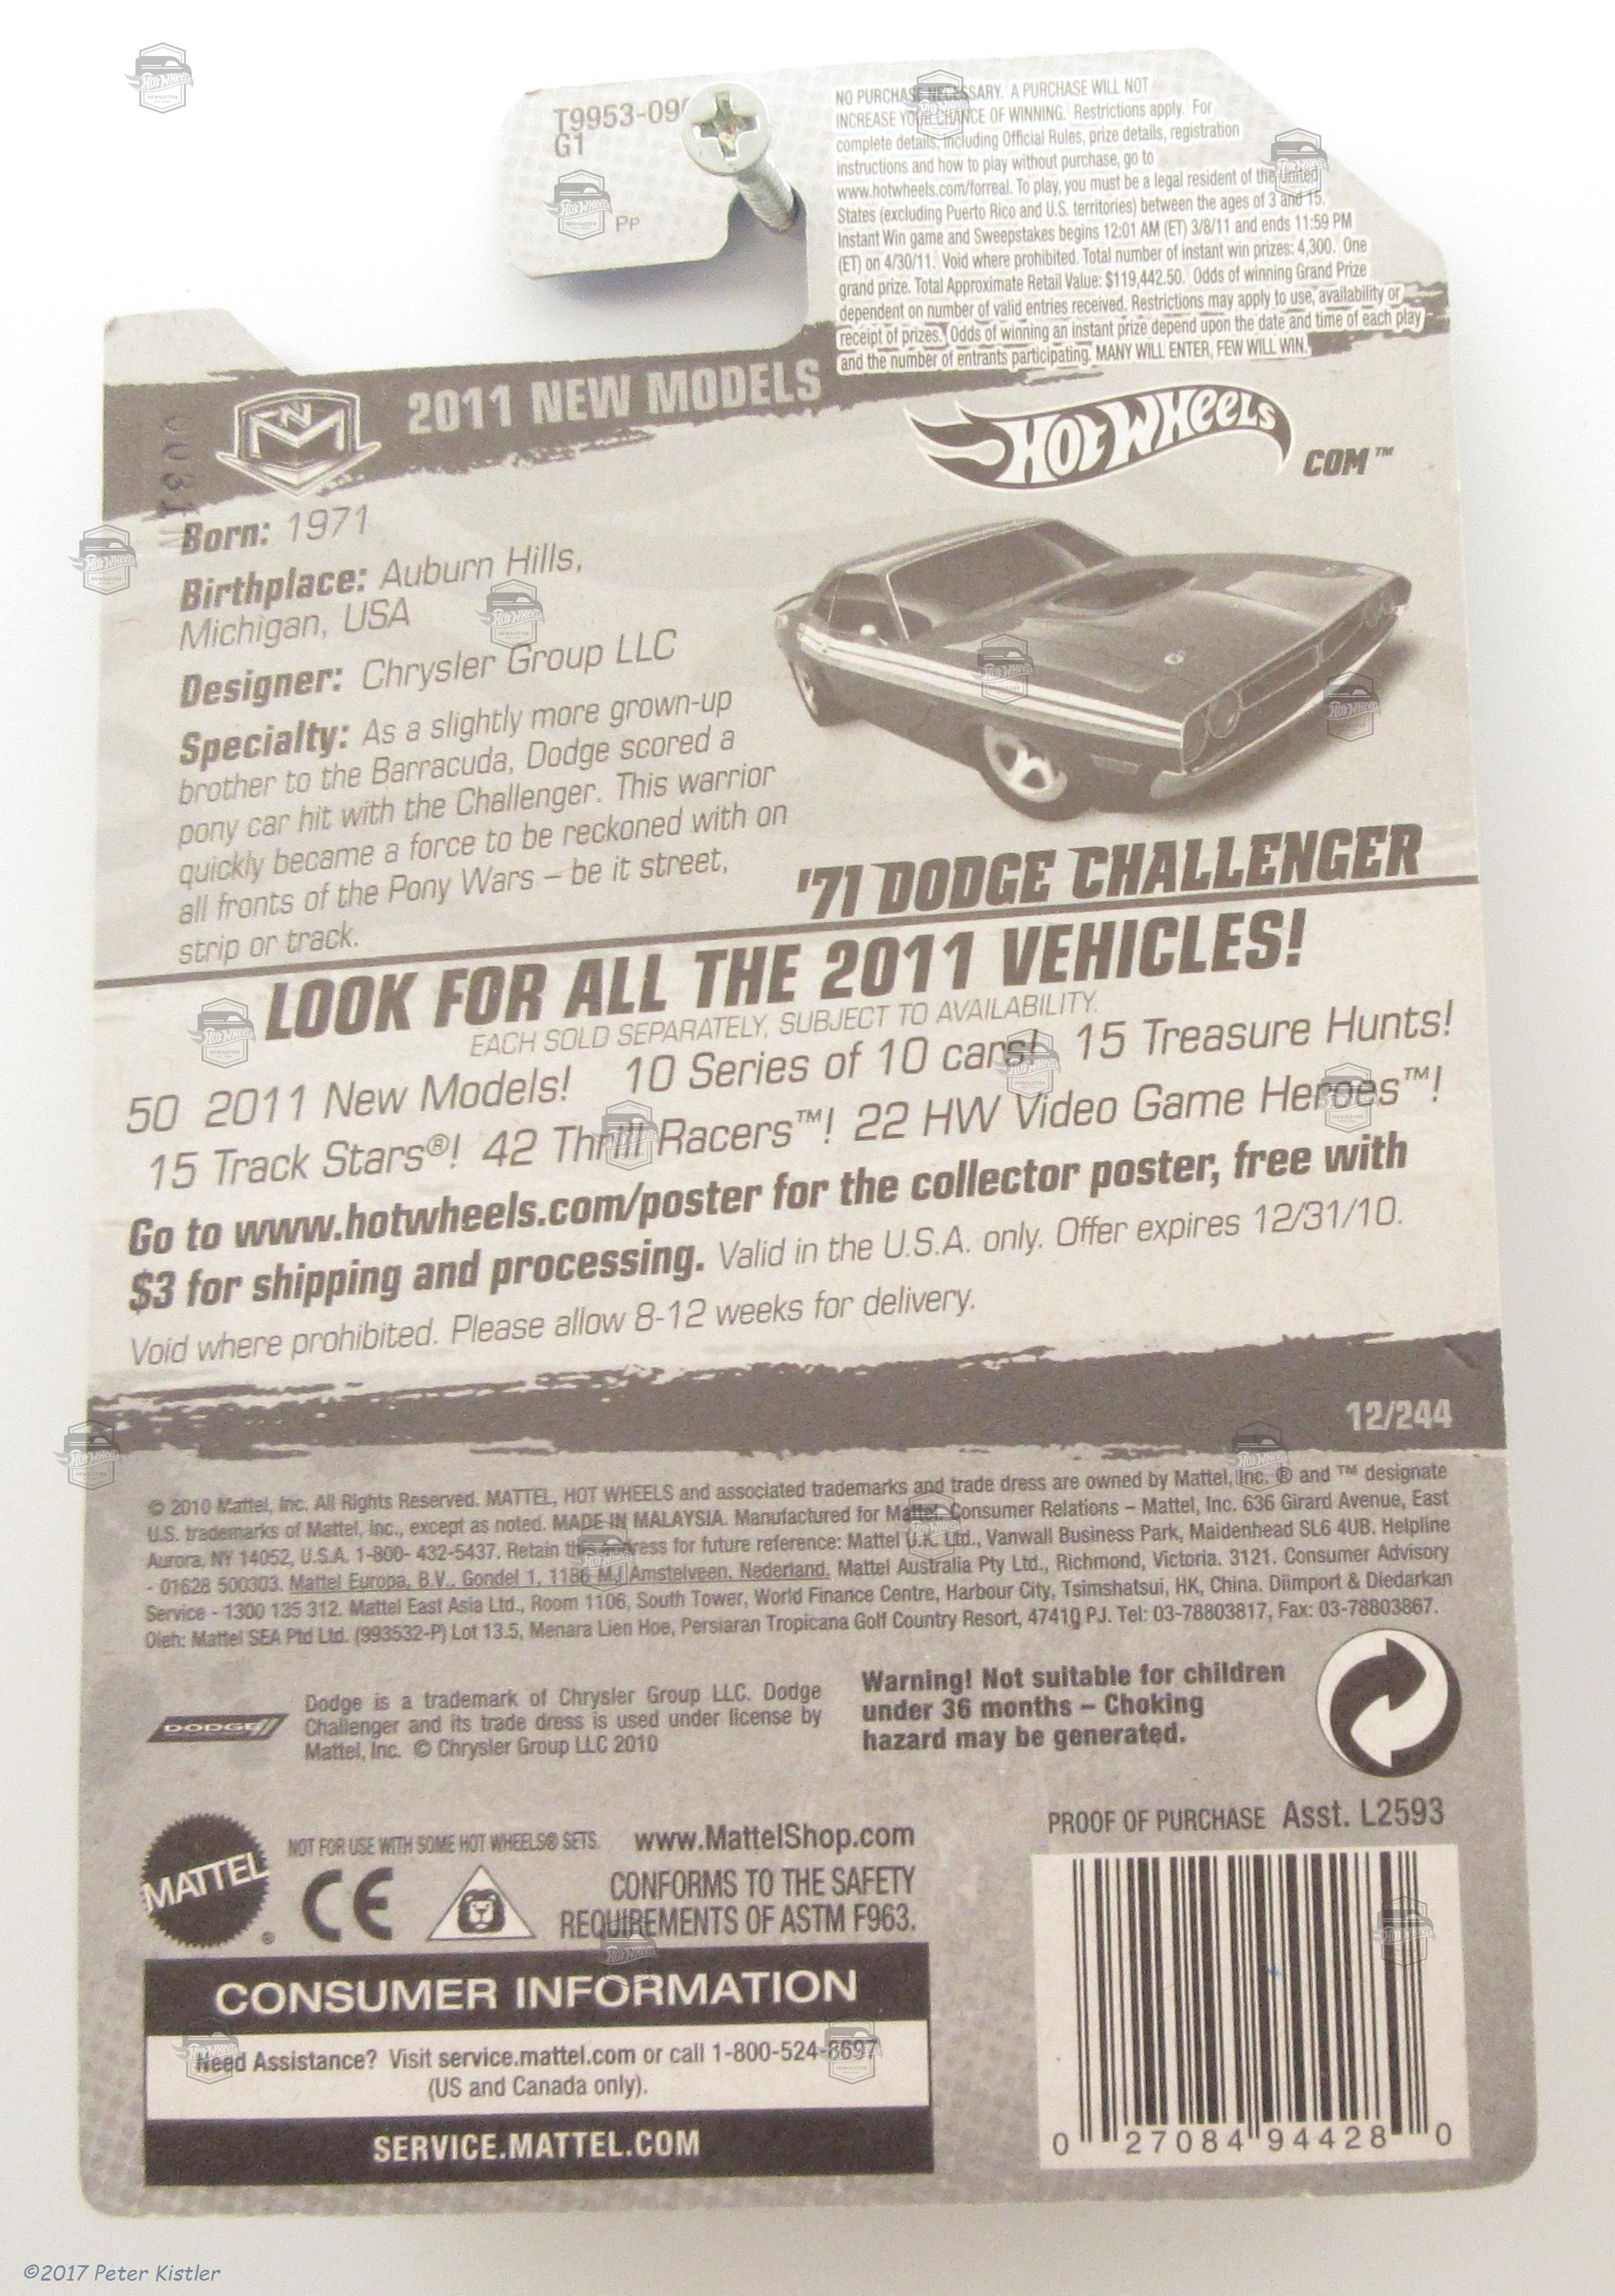 T9953-09
G1
Pp
NO PURCHASE NECESSARY. A PURCHASE WILL NOT
INCREASE YOUR CHANCE OF WINNING. Restrictions apply. For
complete details, including Official Rules, prize details, registration
instructions and how to play without purchase, go to
www.hotwheels.com/forreal. To play, you must be a legal resident of the United
States (excluding Puerto Rico and U.S. territories) between the ages of 3 and 15.
Instant Win game and Sweepstakes begins 12:01 AM (ET) 3/8/11 and ends 11:59 PM
(ET) on 4/30/11. Void where prohibited. Total number of instant win prizes: 4,300. One
grand prize. Total Approximate Retail Value: $119,442.50. Odds of winning Grand Prize
dependent on number of valid entries received. Restrictions may apply to use, availability or
receipt of prizes. Odds of winning an instant prize depend upon the date and time of each play
and the number of entrants participating. MANY WILL ENTER, FEW WILL WIN.
2011 NEW MODELS
HOT WHEELS
COM™
Born: 1971
Birthplace: Auburn Hills,
Michigan, USA
Designer: Chrysler Group LLC
Specialty: As a slightly more grown-up
brother to the Barracuda, Dodge scored a
pony car hit with the Challenger. This warrior
quickly became a force to be reckoned with on
all fronts of the Pony Wars – be it street,
strip or track.
'71 DODGE CHALLENGER
LOOK FOR ALL THE 2011 VEHICLES!
EACH SOLD SEPARATELY, SUBJECT TO AVAILABILITY.
50 2011 New Models! 10 Series of 10 cars! 15 Treasure Hunts!
15 Track Stars®! 42 Thrill Racers™! 22 HW Video Game Heroes™!
Go to www.hotwheels.com/poster for the collector poster, free with
$3 for shipping and processing. Valid in the U.S.A. only. Offer expires 12/31/10.
Void where prohibited. Please allow 8-12 weeks for delivery.
12/244
© 2010 Mattel, Inc. All Rights Reserved. MATTEL, HOT WHEELS and associated trademarks and trade dress are owned by Mattel, Inc. ® and ™ designate
U.S. trademarks of Mattel, Inc., except as noted. MADE IN MALAYSIA. Manufactured for Mattel. Consumer Relations – Mattel, Inc. 636 Girard Avenue, East
Aurora, NY 14052, U.S.A. 1-800- 432-5437. Retain this address for future reference: Mattel U.K. Ltd., Vanwall Business Park, Maidenhead SL6 4UB. Helpline
- 01628 500303. Mattel Europa, B.V., Gondel 1, 1186 MJ Amstelveen, Nederland. Mattel Australia Pty Ltd., Richmond, Victoria. 3121. Consumer Advisory
Service - 1300 135 312. Mattel East Asia Ltd., Room 1106, South Tower, World Finance Centre, Harbour City, Tsimshatsui, HK, China. Diimport & Diedarkan
Oleh: Mattel SEA Ptd Ltd. (993532-P) Lot 13.5, Menara Lien Hoe, Persiaran Tropicana Golf Country Resort, 47410 PJ. Tel: 03-78803817, Fax: 03-78803867.
DODGE
Dodge is a trademark of Chrysler Group LLC. Dodge
Challenger and its trade dress is used under license by
Mattel, Inc. © Chrysler Group LLC 2010
Warning! Not suitable for children
under 36 months – Choking
hazard may be generated.
PROOF OF PURCHASE Asst. L2593
MATTEL
NOT FOR USE WITH SOME HOT WHEELS® SETS. www.MattelShop.com
CE
CONFORMS TO THE SAFETY
REQUIREMENTS OF ASTM F963.
CONSUMER INFORMATION
Need Assistance? Visit service.mattel.com or call 1-800-524-8697
(US and Canada only).
SERVICE.MATTEL.COM
0 27084 94428 0
©2017 Peter Kistler